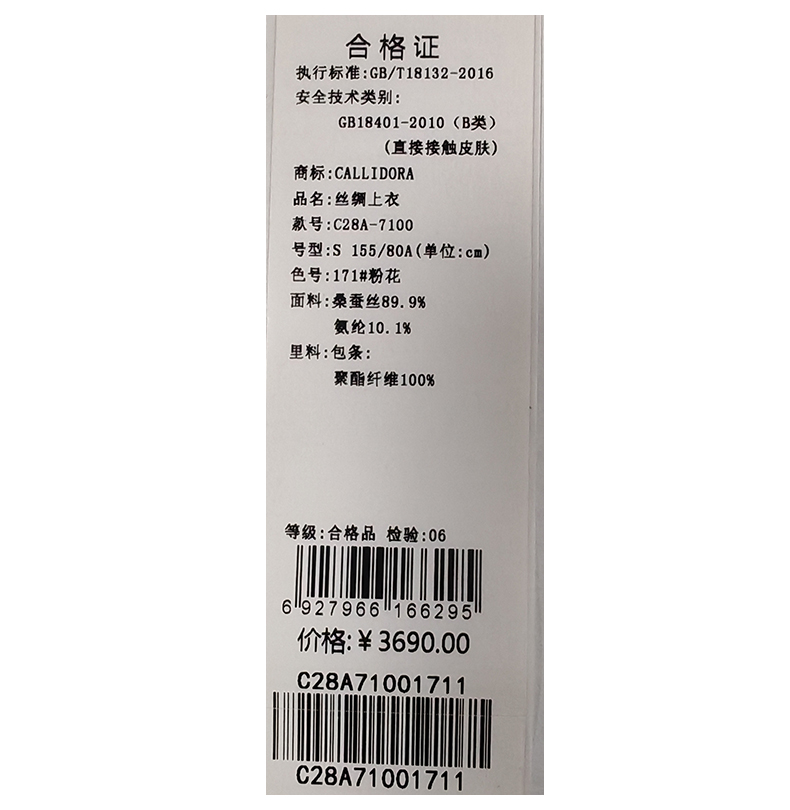 合格证
执行标准:GB/T18132-2016
安全技术类别:
GB18401-2010（B类）
(直接接触皮肤)
商标:CALLIDORA
品名:丝绸上衣
款号:C28A-7100
号型:S 155/80A(单位:cm)
色号:171#粉花
面料:桑蚕丝89.9%
氨纶10.1%
里料:包条:
聚酯纤维100%
等级:合格品 检验:06
6 927966 166295
价格:￥3690.00
C28A71001711
C28A71001711